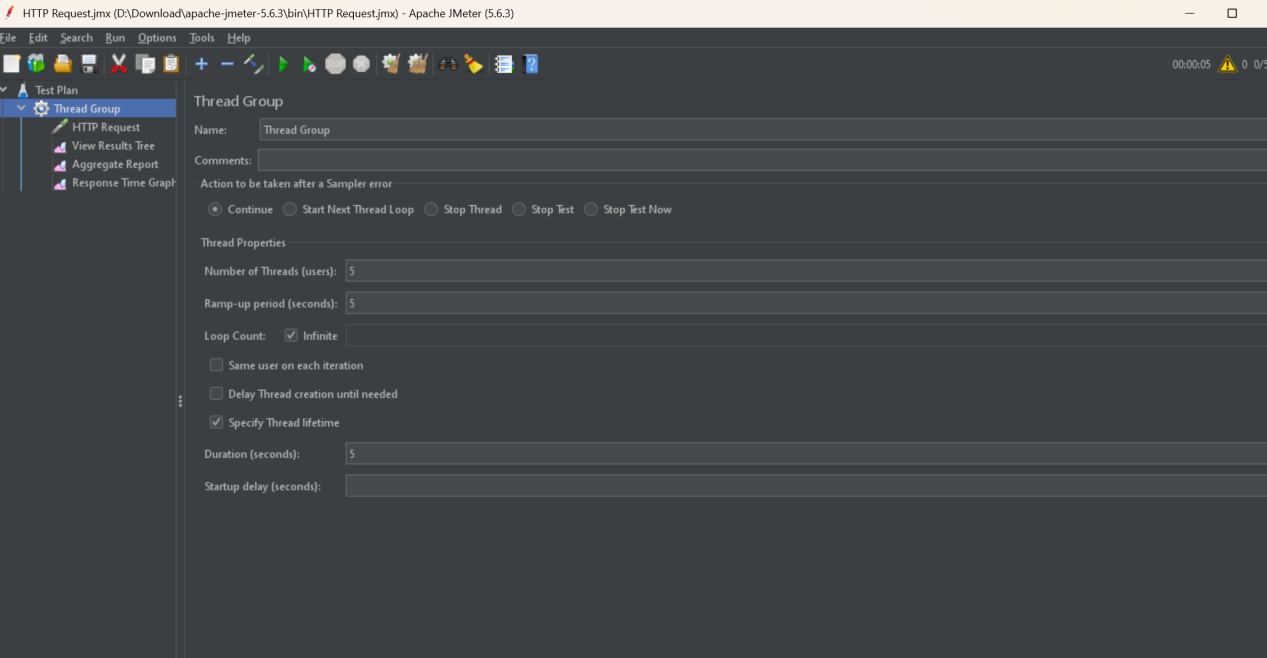 HTTP Request.jmx (D:\Download\apache-jmeter-5.6.3\bin\HTTP Request.jmx) - Apache JMeter (5.6.3)
File Edit Search Run Options Tools Help
00:00:05 0 0/5
Test Plan
Thread Group
HTTP Request
View Results Tree
Aggregate Report
Response Time Graph
Thread Group
Name: Thread Group
Comments:
Action to be taken after a Sampler error
Continue Start Next Thread Loop Stop Thread Stop Test Stop Test Now
Thread Properties
Number of Threads (users): 5
Ramp-up period (seconds): 5
Loop Count: Infinite
Same user on each iteration
Delay Thread creation until needed
Specify Thread lifetime
Duration (seconds): 5
Startup delay (seconds):